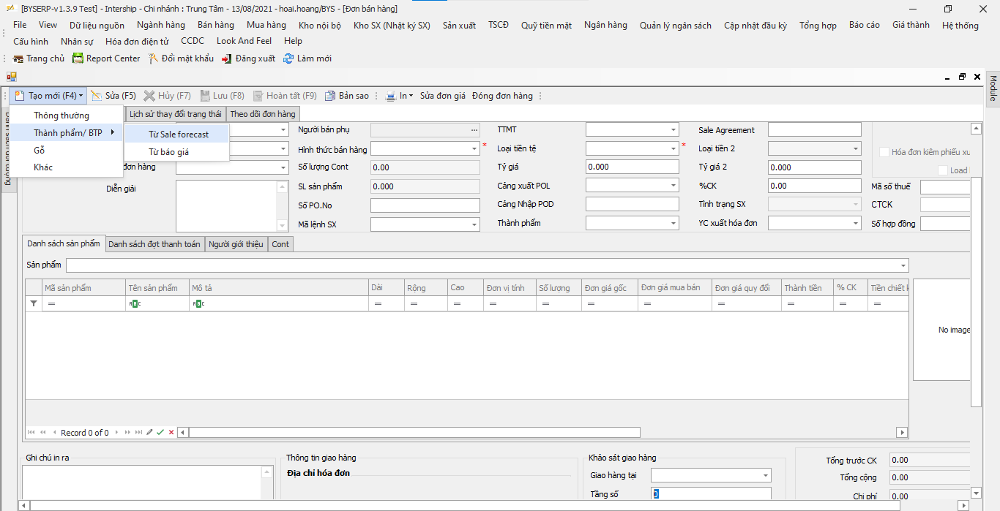 [BYSERP-v1.3.9 Test] - Intership - Chi nhánh : Trung Tâm - 13/08/2021 - hoai.hoang/BYS - [Đơn bán hàng]
File View Dữ liệu nguồn Ngành hàng Bán hàng Mua hàng Kho nội bộ Kho SX (Nhật ký SX) Sản xuất TSCĐ Quỹ tiền mặt Ngân hàng Quản lý ngân sách Cập nhật đầu kỳ Tổng hợp Báo cáo Giá thành Hệ thống
Cấu hình Nhân sự Hóa đơn điện tử CCDC Look And Feel Help
Trang chủ Report Center Đổi mật khẩu Đăng xuất Làm mới
Module
Tạo mới (F4) Sửa (F5) Hủy (F7) Lưu (F8) Hoàn tất (F9) Bản sao In Sửa đơn giá Đóng đơn hàng
Thông thường Lịch sử thay đổi trạng thái Theo dõi đơn hàng
Thành phẩm/ BTP Từ Sale forecast Người bán phụ ... TTMT Sale Agreement
Gỗ Từ báo giá Hình thức bán hàng * Loại tiền tệ * Loại tiền 2 Hóa đơn kiêm phiếu xu
Khác đơn hàng Số lượng Cont 0.00 Tỷ giá 0.000 Tỷ giá 2 0.000 Load
Diễn giải SL sản phẩm 0.000 Cảng xuất POL %CK 0.00 Mã số thuế
Số PO.No Cảng Nhập POD Tình trạng SX CTCK
Mã lệnh SX Thành phẩm YC xuất hóa đơn Số hợp đồng
Danh sách sản phẩm Danh sách đợt thanh toán Người giới thiệu Cont
Sản phẩm
Mã sản phẩm Tên sản phẩm Mô tả Dài Rộng Cao Đơn vị tính Số lượng Đơn giá gốc Đơn giá mua bán Đơn giá quy đổi Thành tiền % CK Tiền chiết k
= ABC ABC = = = = = = = = = = =
No image
Record 0 of 0
Ghi chú in ra Thông tin giao hàng Khảo sát giao hàng Tổng trước CK 0.00
Địa chỉ hóa đơn Giao hàng tại Tổng cộng 0.00
Tầng số 0 Chi phí 0.00